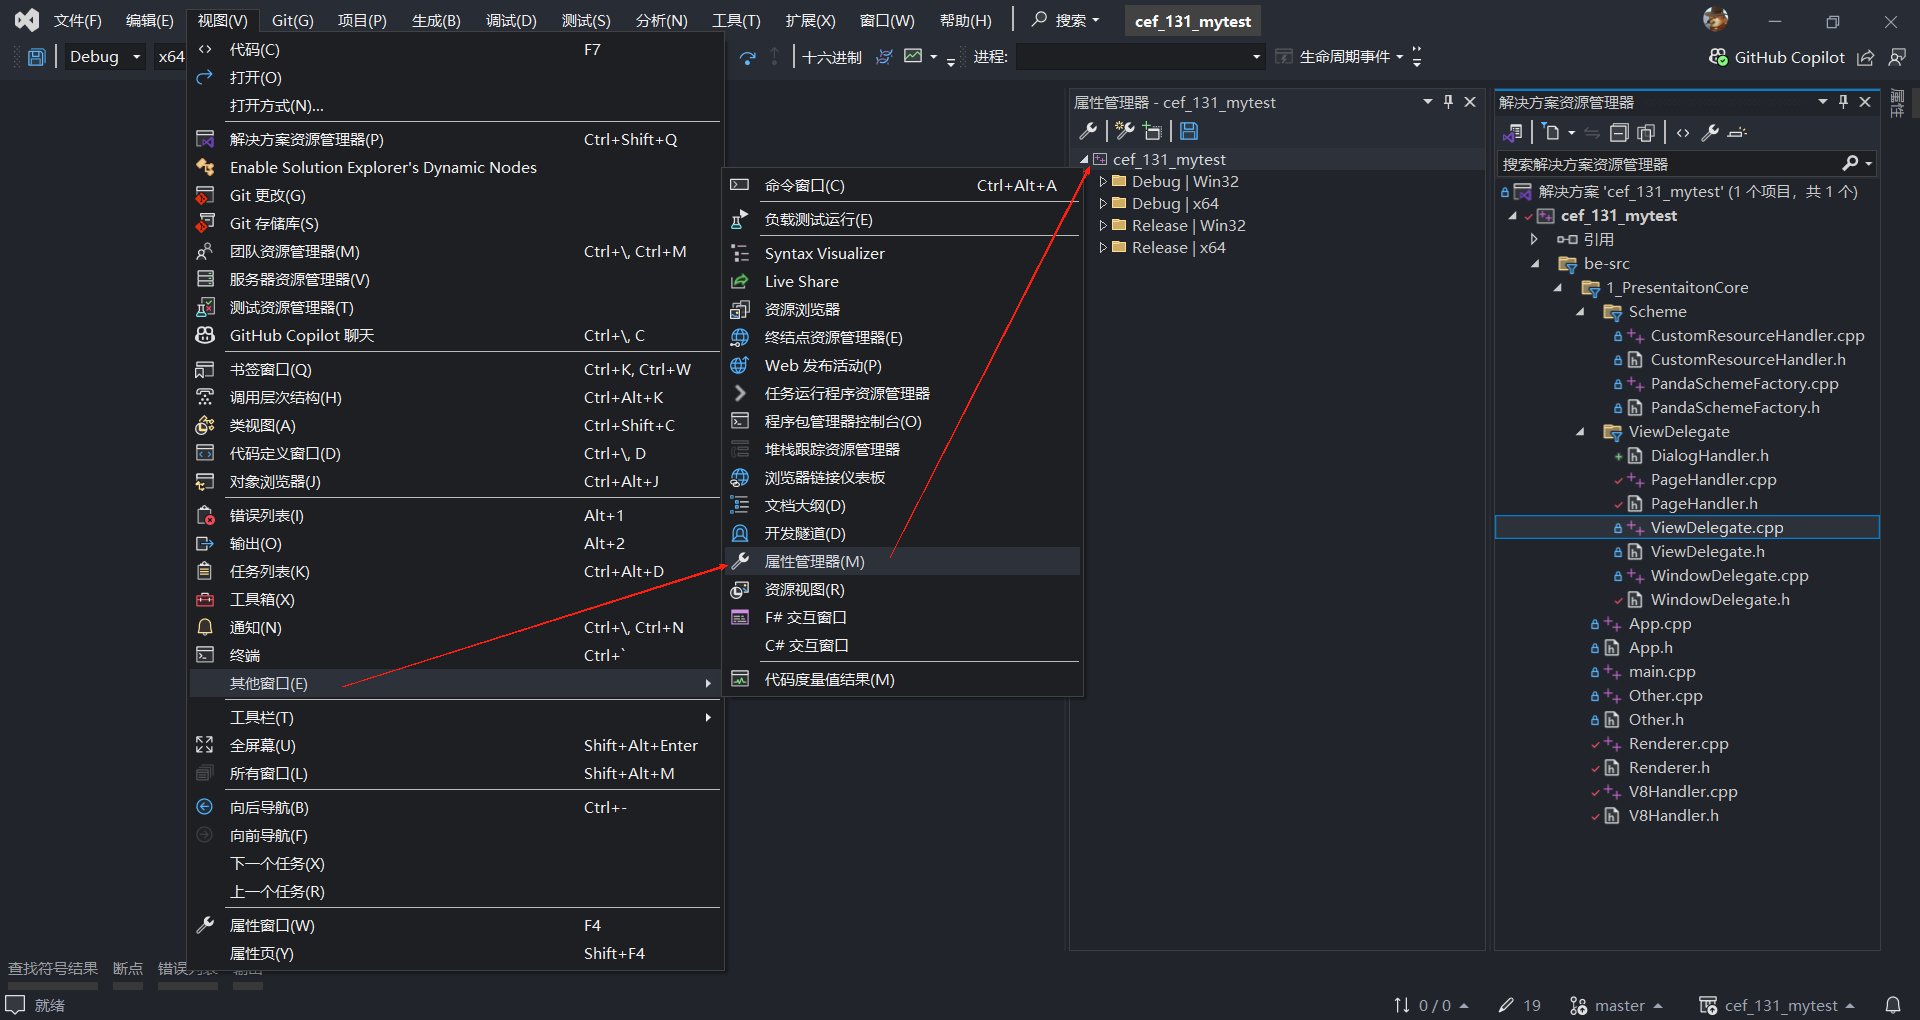 文件(F) 编辑(E) 视图(V) Git(G) 项目(P) 生成(B) 调试(D) 测试(S) 分析(N) 工具(T) 扩展(X) 窗口(W) 帮助(H) 搜索 cef_131_mytest
Debug x64 十六进制 进程: 生命周期事件 GitHub Copilot
代码(C) F7
打开(O)
打开方式(N)...
解决方案资源管理器(P) Ctrl+Shift+Q
Enable Solution Explorer's Dynamic Nodes
Git 更改(G)
Git 存储库(S)
团队资源管理器(M) Ctrl+\, Ctrl+M
服务器资源管理器(V)
测试资源管理器(T)
GitHub Copilot 聊天 Ctrl+\, C
书签窗口(Q) Ctrl+K, Ctrl+W
调用层次结构(H) Ctrl+Alt+K
类视图(A) Ctrl+Shift+C
代码定义窗口(D) Ctrl+\, D
对象浏览器(J) Ctrl+Alt+J
错误列表(I) Alt+1
输出(O) Alt+2
任务列表(K) Ctrl+Alt+D
工具箱(X)
通知(N) Ctrl+\, Ctrl+N
终端 Ctrl+`
其他窗口(E)
工具栏(T)
全屏幕(U) Shift+Alt+Enter
所有窗口(L) Shift+Alt+M
向后导航(B) Ctrl+-
向前导航(F)
下一个任务(X)
上一个任务(R)
属性窗口(W) F4
属性页(Y) Shift+F4
命令窗口(C) Ctrl+Alt+A
负载测试运行(E)
Syntax Visualizer
Live Share
资源浏览器
终结点资源管理器(E)
Web 发布活动(P)
任务运行程序资源管理器
程序包管理器控制台(O)
堆栈跟踪资源管理器
浏览器链接仪表板
文档大纲(D)
开发隧道(D)
属性管理器(M)
资源视图(R)
F# 交互窗口
C# 交互窗口
代码度量值结果(M)
属性管理器 - cef_131_mytest
cef_131_mytest
Debug | Win32
Debug | x64
Release | Win32
Release | x64
解决方案资源管理器
搜索解决方案资源管理器
解决方案 'cef_131_mytest' (1 个项目，共 1 个)
cef_131_mytest
引用
be-src
1_PresentaitonCore
Scheme
CustomResourceHandler.cpp
CustomResourceHandler.h
PandaSchemeFactory.cpp
PandaSchemeFactory.h
ViewDelegate
DialogHandler.h
PageHandler.cpp
PageHandler.h
ViewDelegate.cpp
ViewDelegate.h
WindowDelegate.cpp
WindowDelegate.h
App.cpp
App.h
main.cpp
Other.cpp
Other.h
Renderer.cpp
Renderer.h
V8Handler.cpp
V8Handler.h
属性
查找符号结果 断点 错误列表 输出
就绪 0 / 0 19 master cef_131_mytest